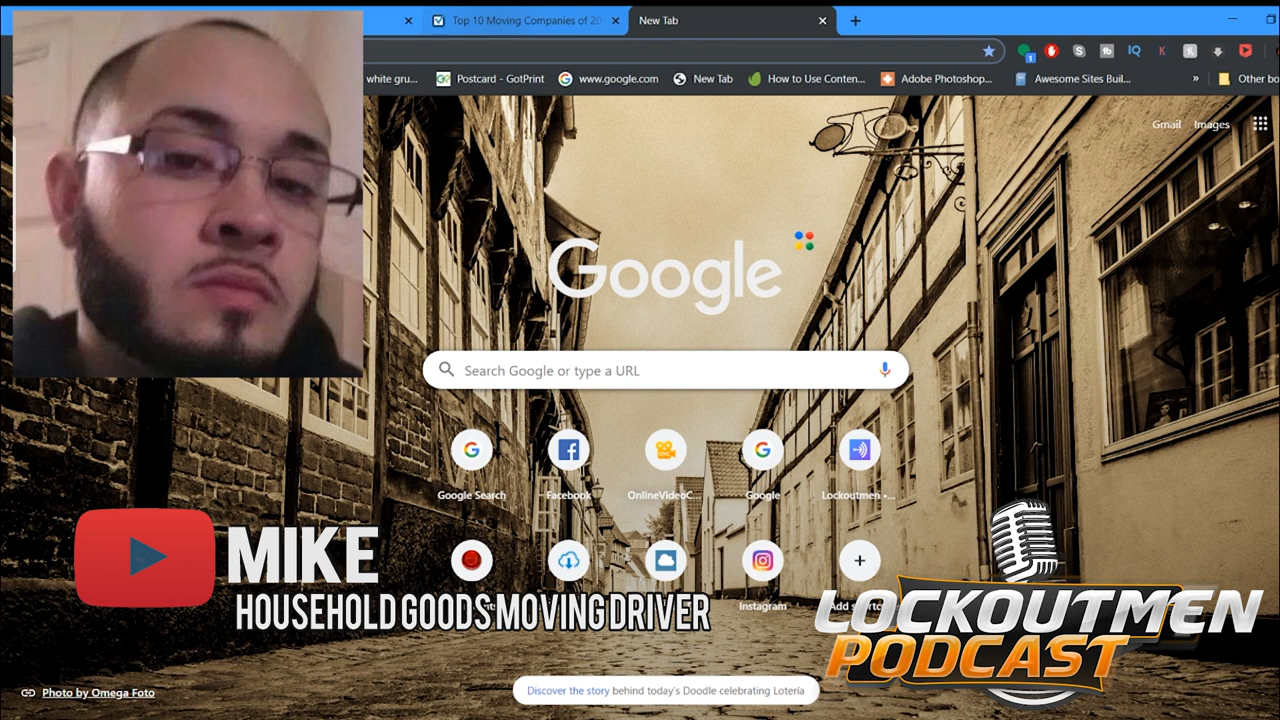 Top 10 Moving Companies of 20
New Tab
white gru...
Postcard - GotPrint
www.google.com
New Tab
How to Use Conten...
Adobe Photoshop...
Awesome Sites Buil...
»
Other bo
Gmail
Images
Google
Search Google or type a URL
Google Search
Facebook
OnlineVideoC...
Google
Lockoutmen •...
MIKE
HOUSEHOLD GOODS MOVING DRIVER
Instagram
LOCKOUTMEN
PODCAST
Photo by Omega Foto
Discover the story behind today's Doodle celebrating Lotería